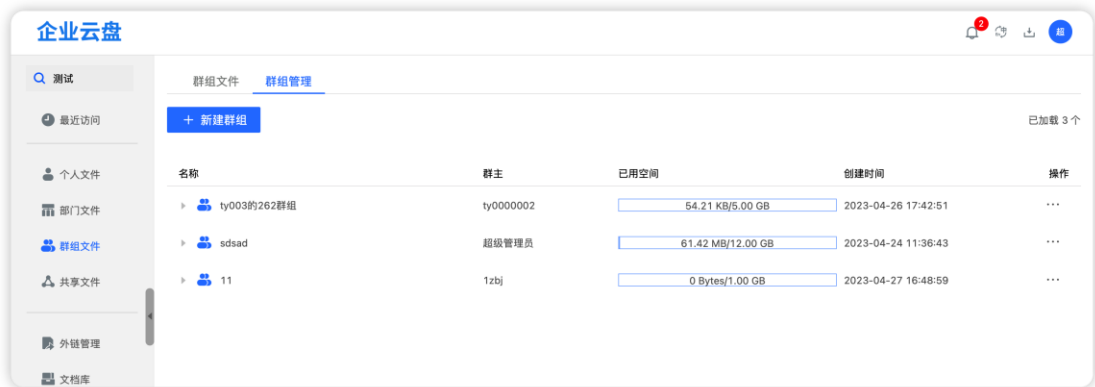 企业云盘
2
超
测试
群组文件 群组管理
最近访问
+ 新建群组
已加载 3 个
个人文件
部门文件
群组文件
共享文件
外链管理
文档库
名称 群主 已用空间 创建时间 操作
ty003的262群组 ty0000002 54.21 KB/5.00 GB 2023-04-26 17:42:51 ...
sdsad 超级管理员 61.42 MB/12.00 GB 2023-04-24 11:36:43 ...
11 1zbj 0 Bytes/1.00 GB 2023-04-27 16:48:59 ...